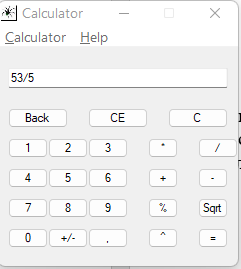 Calculator
Calculator Help
53/5
Back CE C
1 2 3 * /
4 5 6 + -
7 8 9 % Sqrt
0 +/- , ^ =